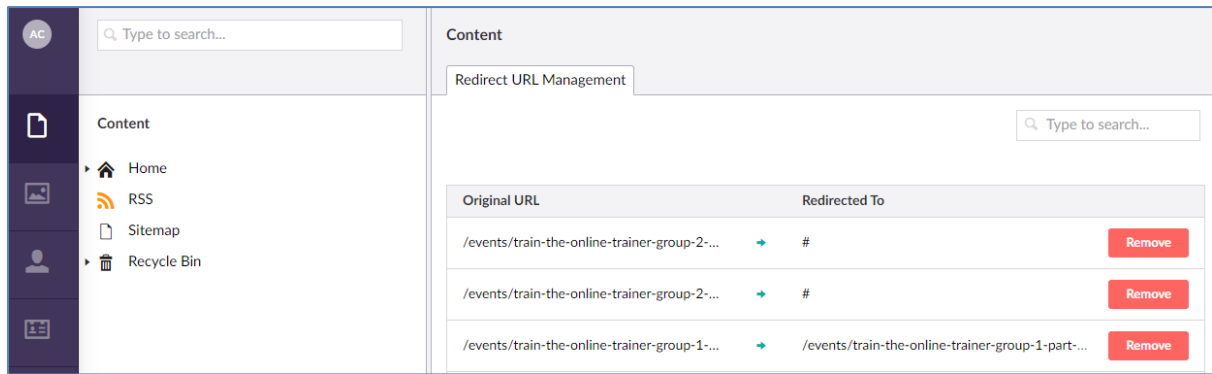 AC
Type to search...
Content
Home
RSS
Sitemap
Recycle Bin
Content
Redirect URL Management
Type to search...
Original URL Redirected To
/events/train-the-online-trainer-group-2-... # Remove
/events/train-the-online-trainer-group-2-... # Remove
/events/train-the-online-trainer-group-1-... /events/train-the-online-trainer-group-1-part-... Remove